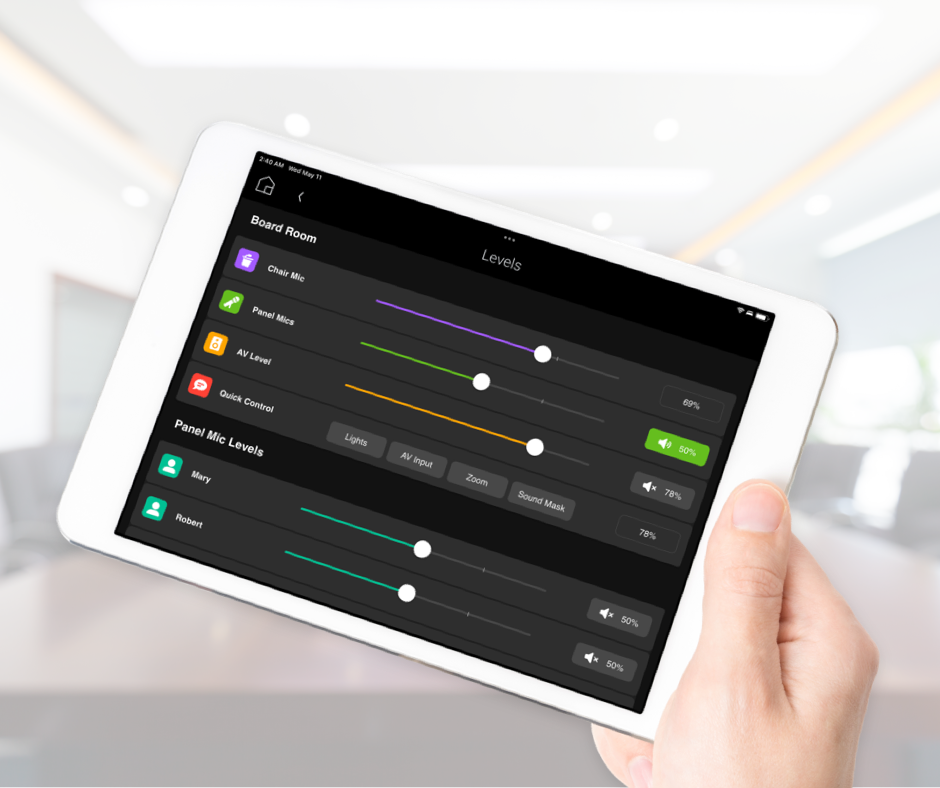 2:40 AM Wed May 11
Levels
Board Room
Chair Mic
69%
Panel Mics
50%
AV Level
78%
Quick Control
Lights
AV Input
Zoom
Sound Mask
78%
Panel Mic Levels
Mary
50%
Robert
50%